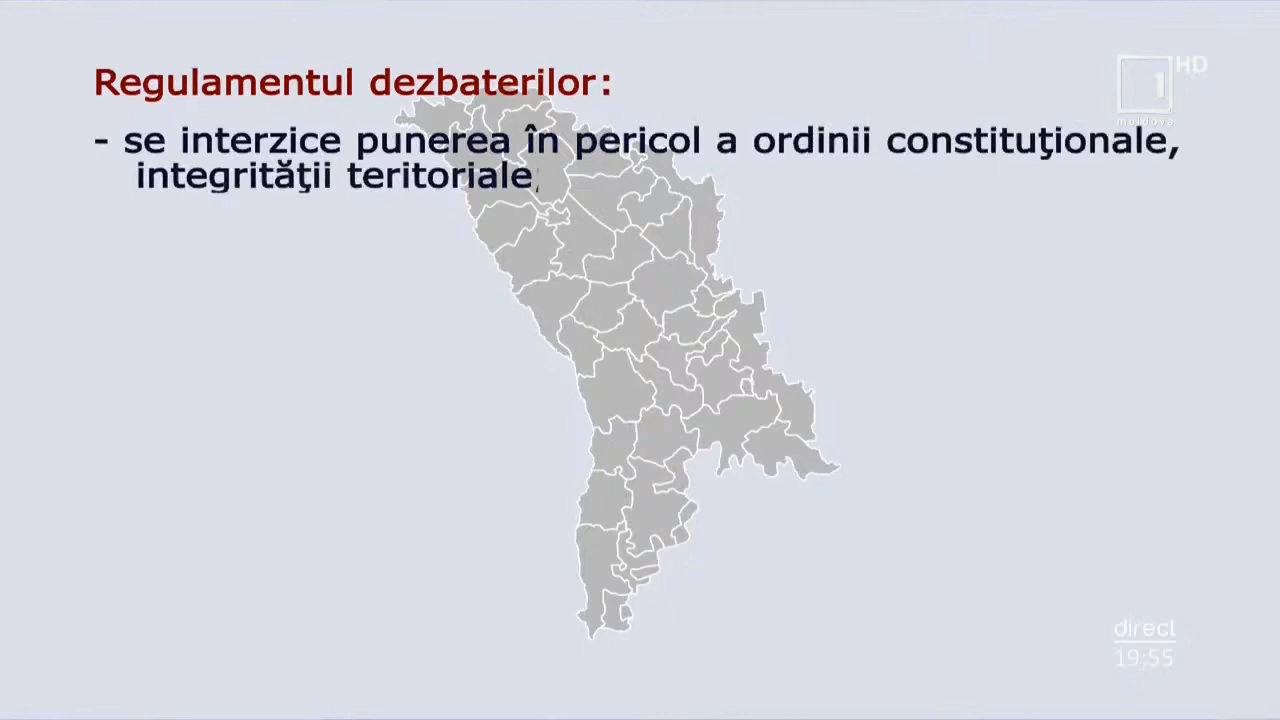 Regulamentul dezbaterilor:
1 HD
moldova
- se interzice punerea în pericol a ordinii constituţionale,
integrităţii teritoriale;
direct
19:55